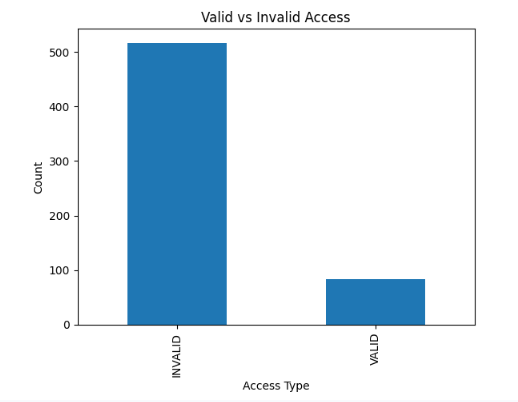 Valid vs Invalid Access
500
400
300
200
100
0
Count
INVALID
VALID
Access Type